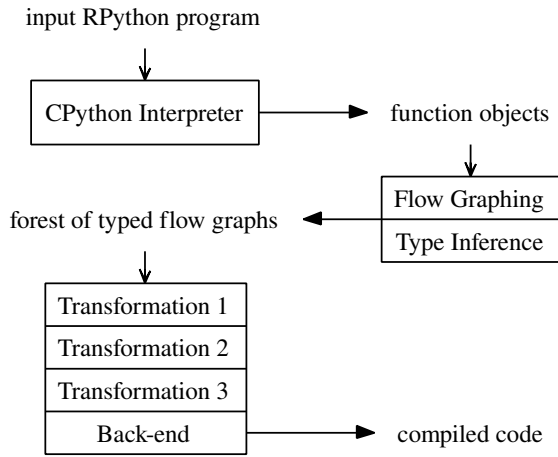 input RPython program
CPython Interpreter
function objects
Flow Graphing
Type Inference
forest of typed flow graphs
Transformation 1
Transformation 2
Transformation 3
Back-end
compiled code